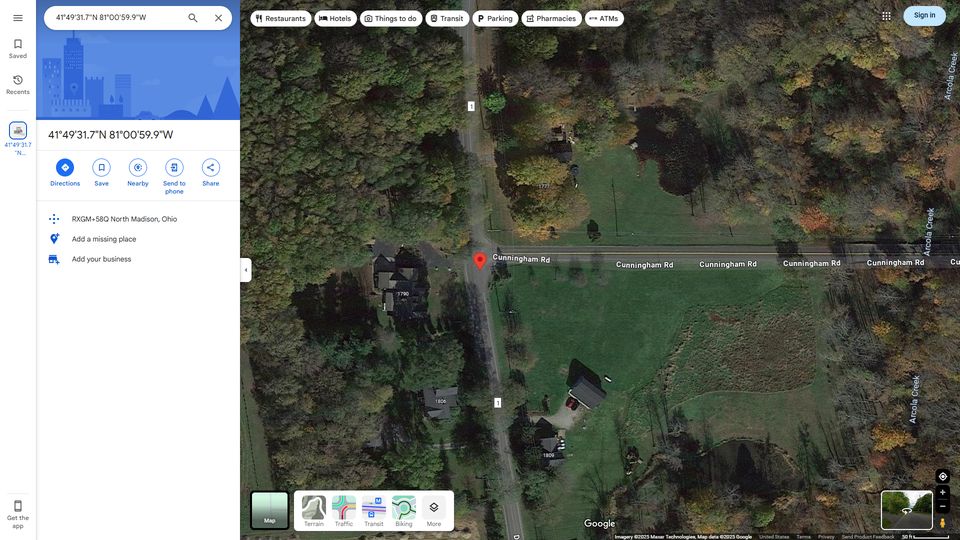 41°49'31.7"N 81°00'59.9"W
Restaurants
Hotels
Things to do
Transit
Parking
Pharmacies
ATMs
Sign in
Saved
Recents
41°49'31.7
"N...
41°49'31.7"N 81°00'59.9"W
Directions
Save
Nearby
Send to
phone
Share
RXGM+58Q North Madison, Ohio
Add a missing place
Add your business
Get the
app
1
1777
Arcola Creek
Arcola Creek
Cunningham Rd
Cunningham Rd
Cunningham Rd
Cunningham Rd
Cunningham Rd
Cu
1790
1806
1
1809
Arcola Creek
D
Map
Terrain
Traffic
Transit
Biking
More
Google
Imagery ©2025 Maxar Technologies, Map data ©2025 Google
United States
Terms
Privacy
Send Product Feedback
50 ft